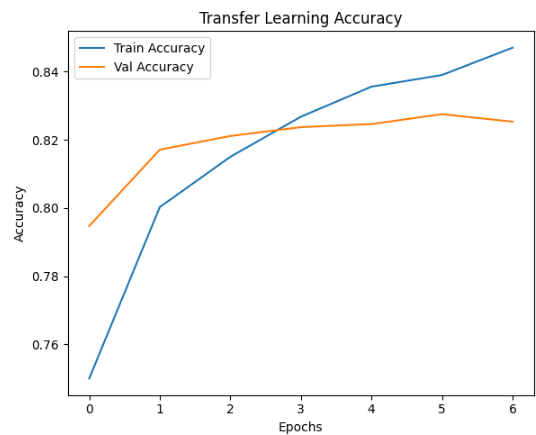 Transfer Learning Accuracy
Train Accuracy
Val Accuracy
Accuracy
0.84
0.82
0.80
0.78
0.76
0 1 2 3 4 5 6
Epochs